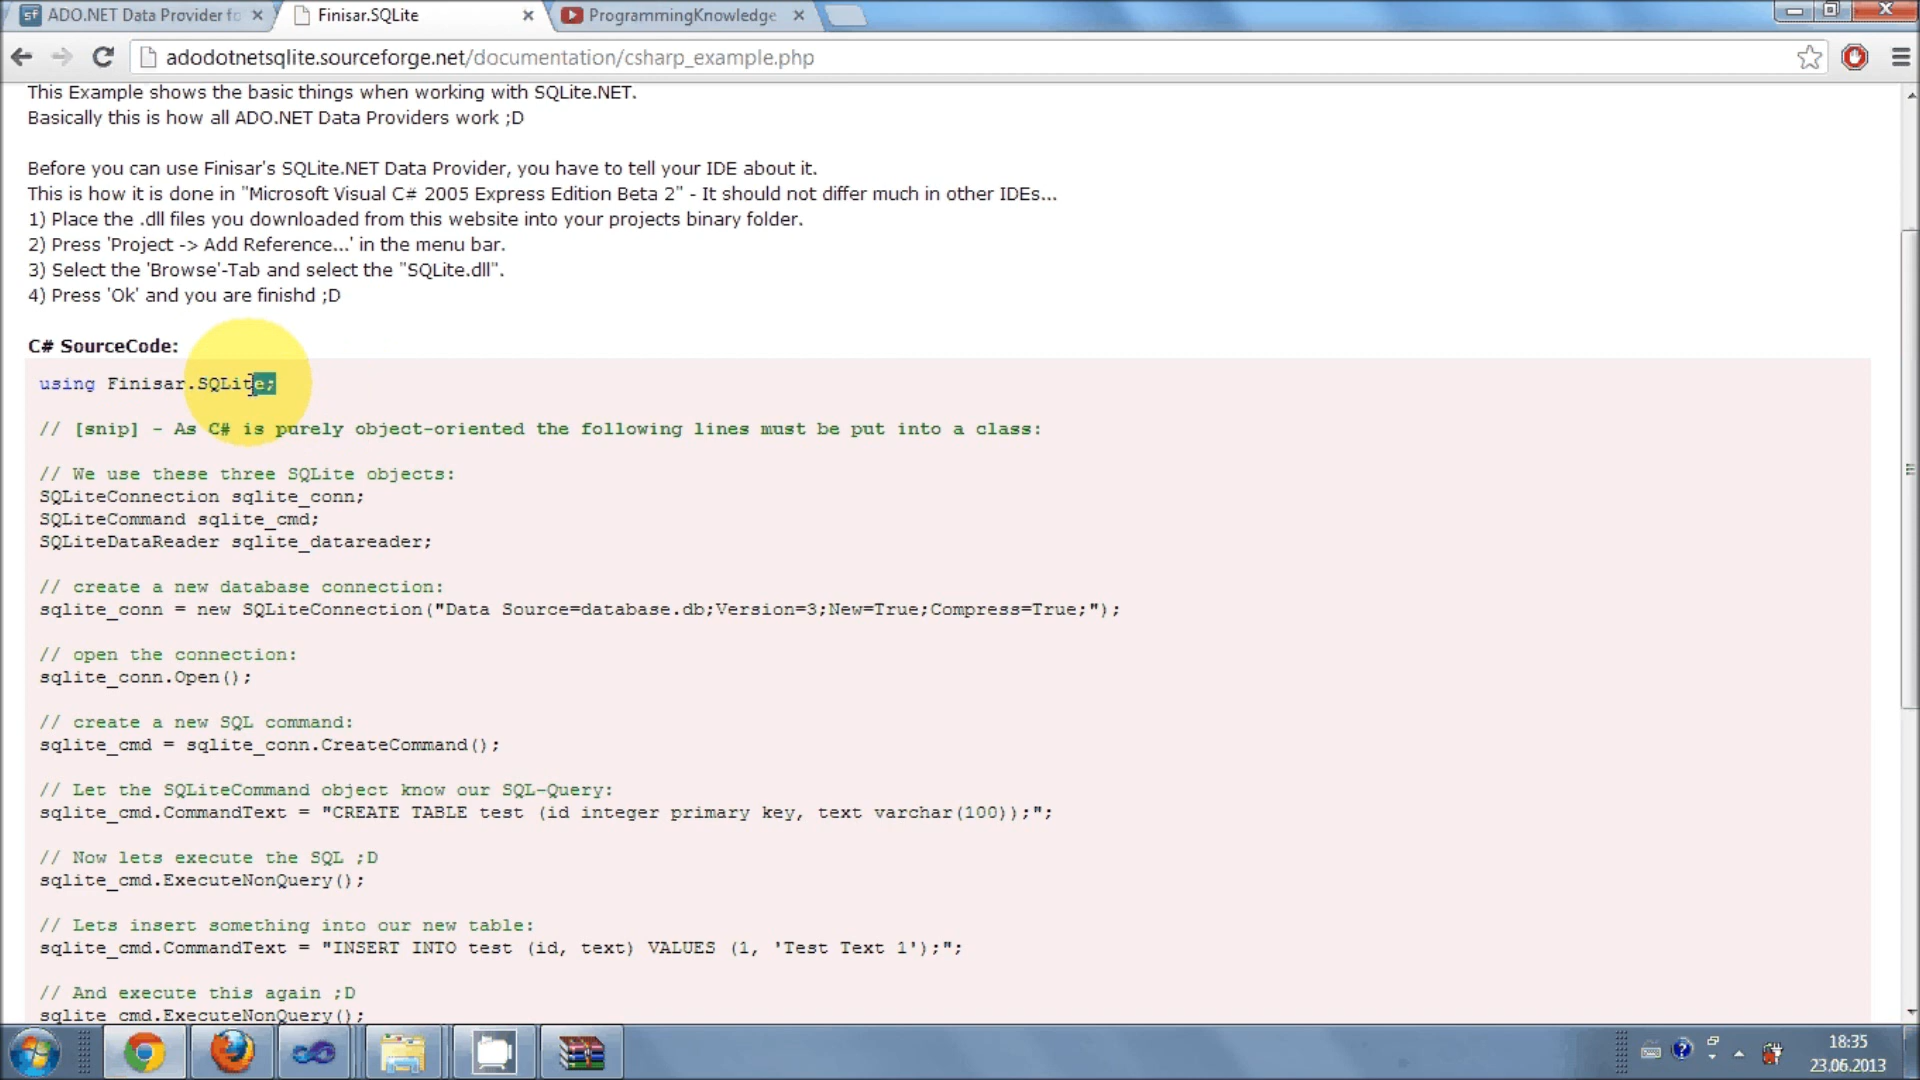 ADO.NET Data Provider fo
Finisar.SQLite
ProgrammingKnowledge
adodotnetsqlite.sourceforge.net/documentation/csharp_example.php
This Example shows the basic things when working with SQLite.NET.
Basically this is how all ADO.NET Data Providers work ;D
Before you can use Finisar's SQLite.NET Data Provider, you have to tell your IDE about it.
This is how it is done in "Microsoft Visual C# 2005 Express Edition Beta 2" - It should not differ much in other IDEs...
1) Place the .dll files you downloaded from this website into your projects binary folder.
2) Press 'Project -> Add Reference...' in the menu bar.
3) Select the 'Browse'-Tab and select the "SQLite.dll".
4) Press 'Ok' and you are finishd ;D
C# SourceCode:
using Finisar.SQLite;
// [snip] - As C# is purely object-oriented the following lines must be put into a class:
// We use these three SQLite objects:
SQLiteConnection sqlite_conn;
SQLiteCommand sqlite_cmd;
SQLiteDataReader sqlite_datareader;
// create a new database connection:
sqlite_conn = new SQLiteConnection("Data Source=database.db;Version=3;New=True;Compress=True;");
// open the connection:
sqlite_conn.Open();
// create a new SQL command:
sqlite_cmd = sqlite_conn.CreateCommand();
// Let the SQLiteCommand object know our SQL-Query:
sqlite_cmd.CommandText = "CREATE TABLE test (id integer primary key, text varchar(100));";
// Now lets execute the SQL ;D
sqlite_cmd.ExecuteNonQuery();
// Lets insert something into our new table:
sqlite_cmd.CommandText = "INSERT INTO test (id, text) VALUES (1, 'Test Text 1');";
// And execute this again ;D
sqlite_cmd.ExecuteNonQuery();
18:35
23.06.2013